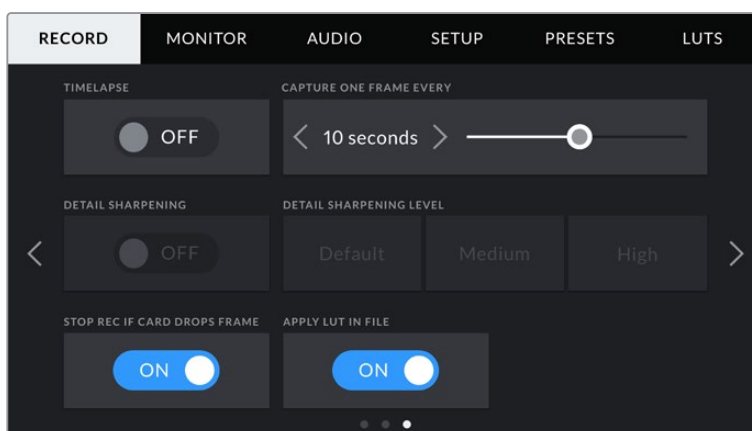 RECORD MONITOR AUDIO SETUP PRESETS LUTS
TIMELAPSE CAPTURE ONE FRAME EVERY
OFF 10 seconds
DETAIL SHARPENING DETAIL SHARPENING LEVEL
OFF Default Medium High
STOP REC IF CARD DROPS FRAME APPLY LUT IN FILE
ON ON